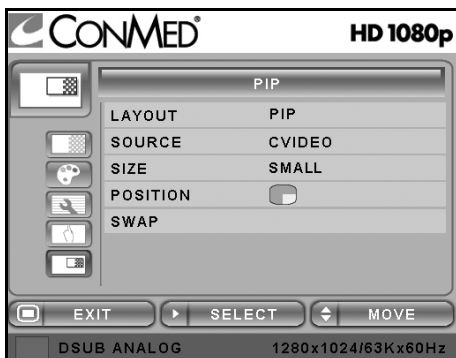 CONMED® HD 1080p
PIP
LAYOUT PIP
SOURCE CVIDEO
SIZE SMALL
POSITION
SWAP
EXIT SELECT MOVE
DSUB ANALOG 1280x1024/63Kx60Hz